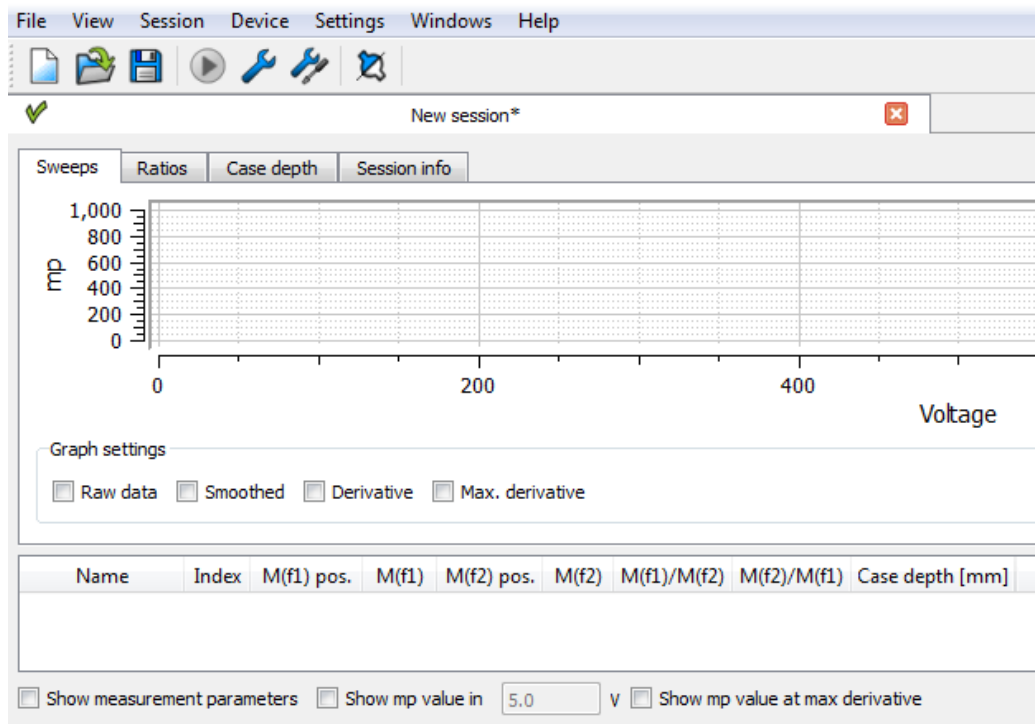 File View Session Device Settings Windows Help
New session*
Sweeps Ratios Case depth Session info
1,000
800
600
400
200
0
mp
0 200 400
Voltage
Graph settings
Raw data Smoothed Derivative Max. derivative
Name Index M(f1) pos. M(f1) M(f2) pos. M(f2) M(f1)/M(f2) M(f2)/M(f1) Case depth [mm]
Show measurement parameters Show mp value in 5.0 V Show mp value at max derivative